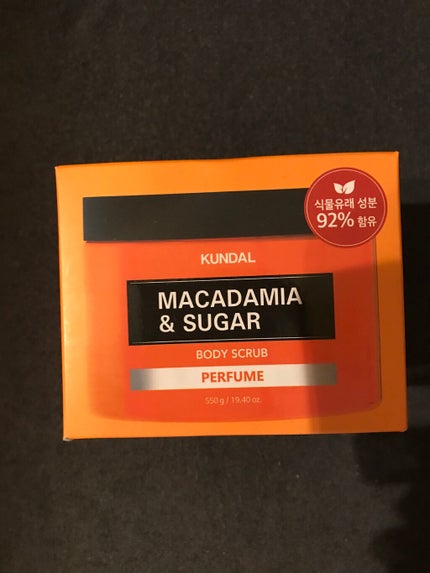 식물유래 성분
92% 함유
KUNDAL
MACADAMIA
& SUGAR
BODY SCRUB
PERFUME
550 g / 19.40 oz.